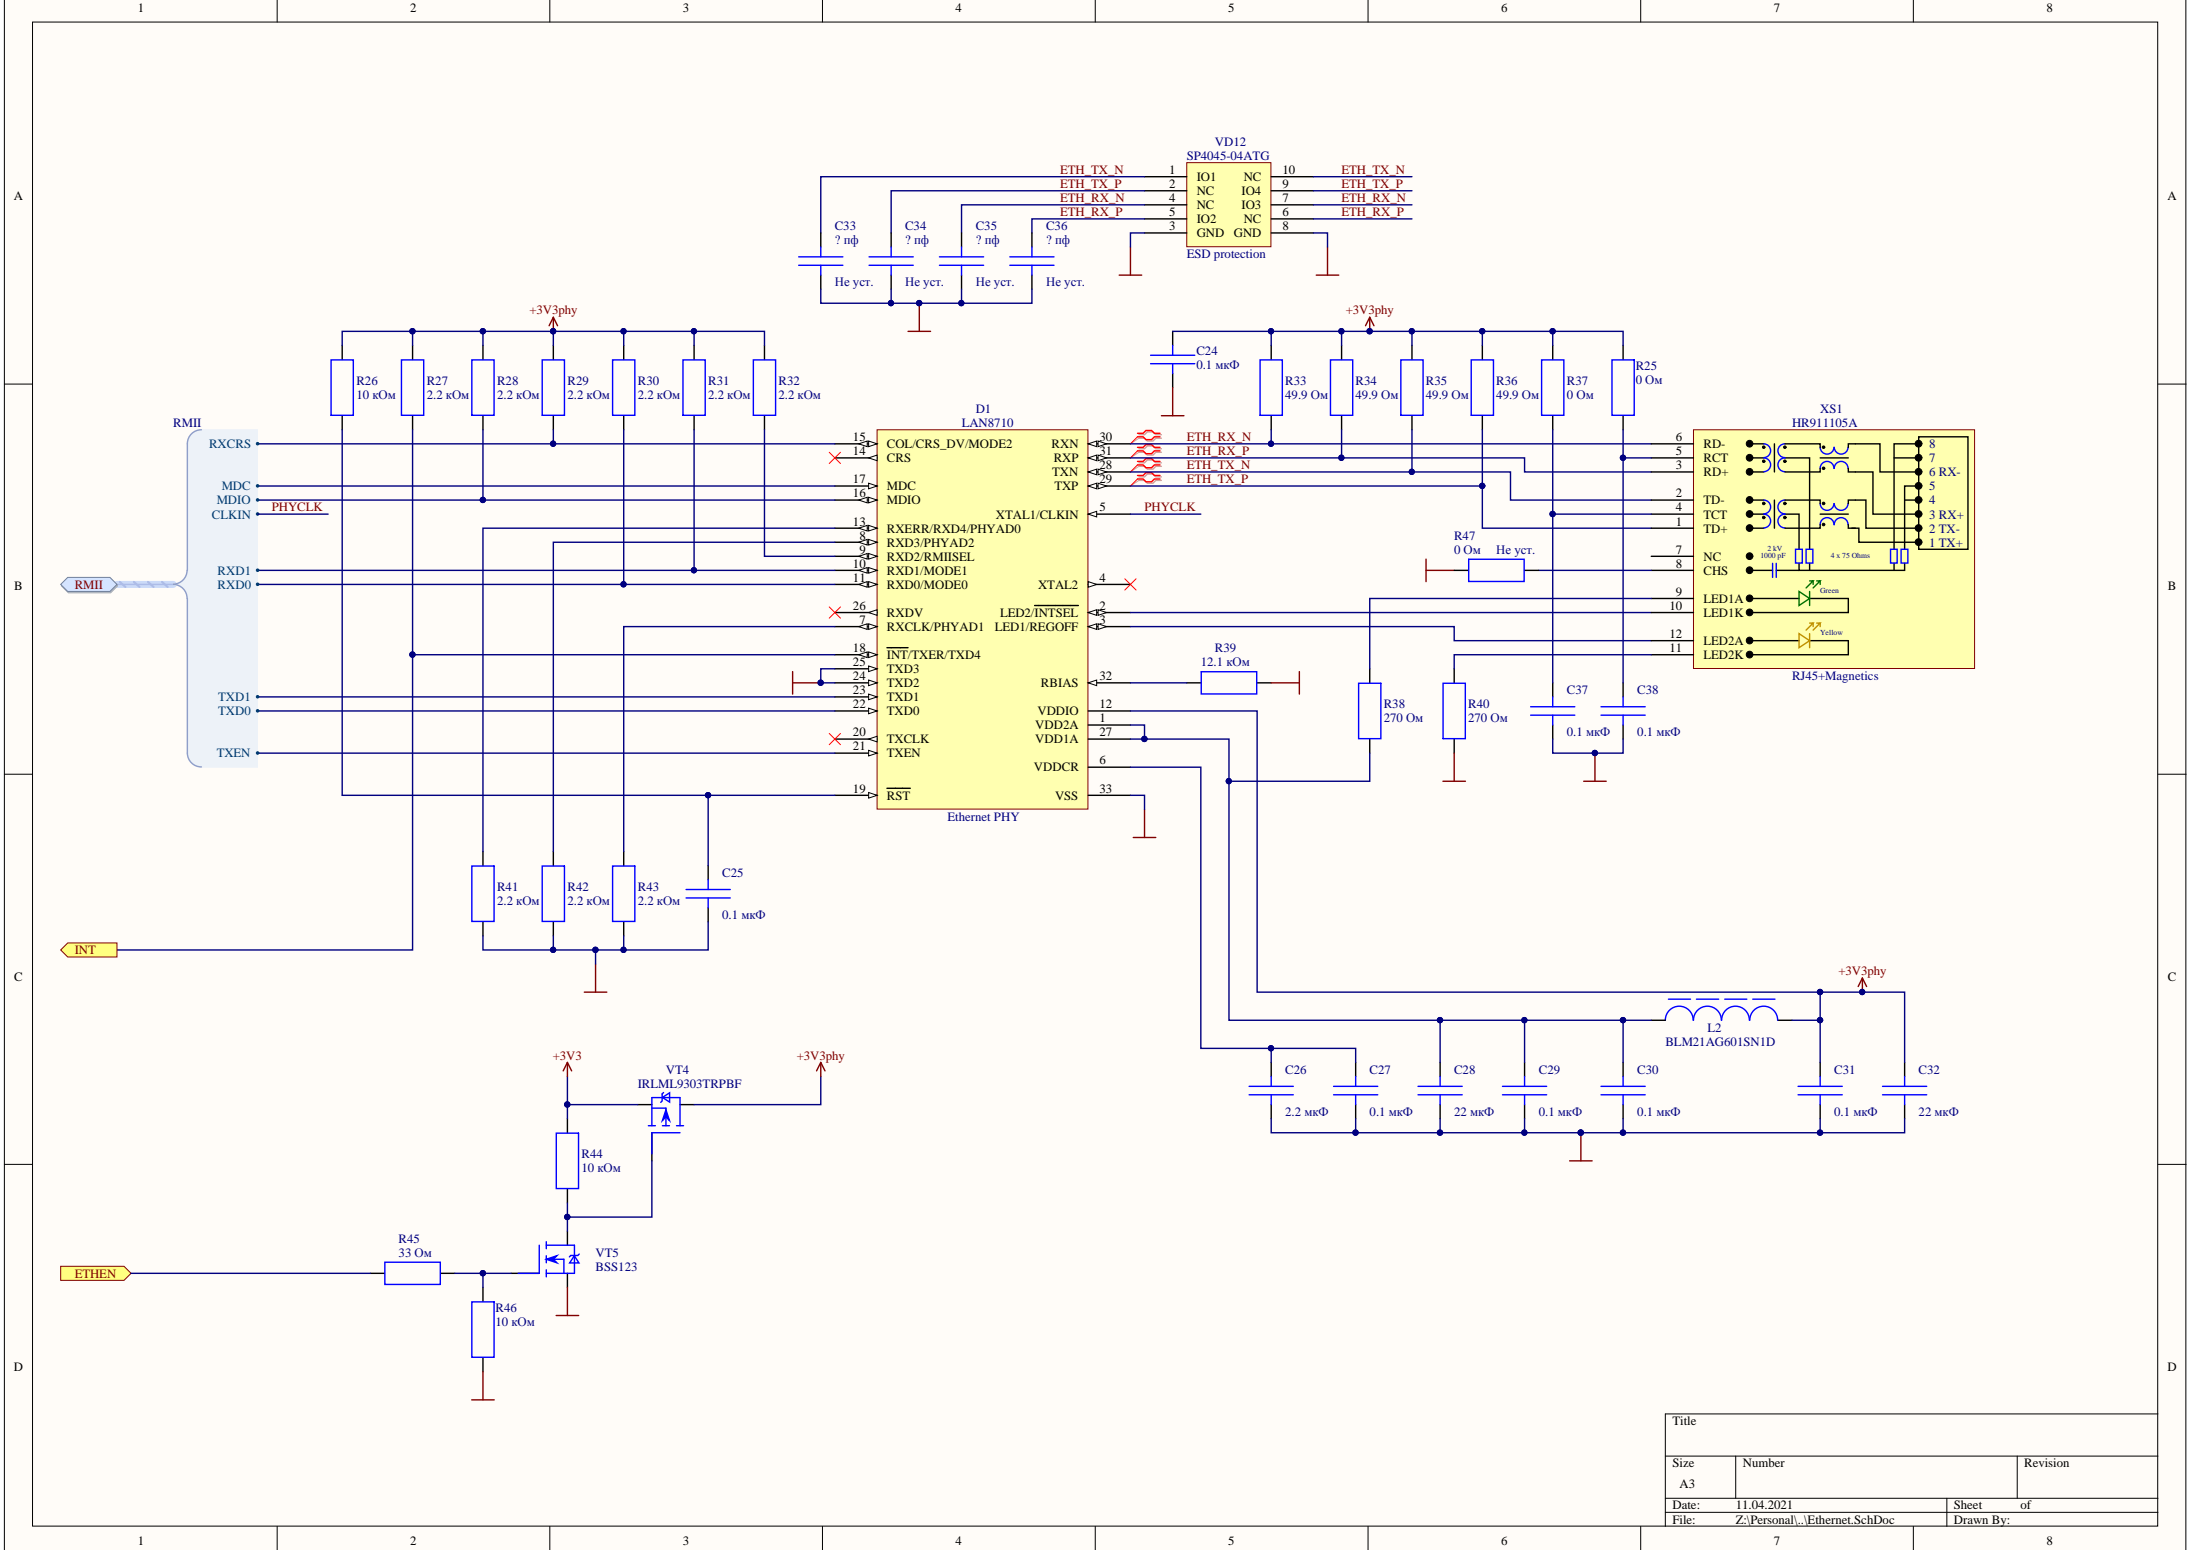 1 2 3 4 5 6 7 8
A A
B B
C C
D D
VD12
SP4045-04ATG
ETH_TX_N 1 IO1 NC 10 ETH_TX_N
ETH_TX_P 2 NC IO4 9 ETH_TX_P
ETH_RX_N 4 NC IO3 7 ETH_RX_N
ETH_RX_P 5 IO2 NC 6 ETH_RX_P
3 GND GND 8
ESD protection
C33 C34 C35 C36
? пф ? пф ? пф ? пф
Не уст. Не уст. Не уст. Не уст.
+3V3phy
R26 R27 R28 R29 R30 R31 R32
10 кОм 2.2 кОм 2.2 кОм 2.2 кОм 2.2 кОм 2.2 кОм 2.2 кОм
+3V3phy
C24
0.1 мкФ
R33 R34 R35 R36 R37 R25
49.9 Ом 49.9 Ом 49.9 Ом 49.9 Ом 0 Ом 0 Ом
RMII
RXCRS
MDC
MDIO
CLKIN PHYCLK
RXD1
RXD0
RMII
TXD1
TXD0
TXEN
D1
LAN8710
15 COL/CRS_DV/MODE2
14 CRS
17 MDC
16 MDIO
13 RXERR/RXD4/PHYAD0
8 RXD3/PHYAD2
9 RXD2/RMIISEL
10 RXD1/MODE1
11 RXD0/MODE0
26 RXDV
7 RXCLK/PHYAD1
18 INT/TXER/TXD4
25 TXD3
24 TXD2
23 TXD1
22 TXD0
20 TXCLK
21 TXEN
19 RST
RXN 30 ETH_RX_N
RXP 31 ETH_RX_P
TXN 28 ETH_TX_N
TXP 29 ETH_TX_P
XTAL1/CLKIN 5 PHYCLK
XTAL2 4
LED2/INTSEL 2
LED1/REGOFF 3
RBIAS 32
VDDIO 12
VDD2A 1
VDD1A 27
VDDCR 6
VSS 33
Ethernet PHY
R39
12.1 кОм
R47
0 Ом Не уст.
R38
270 Ом
R40
270 Ом
C37 C38
0.1 мкФ 0.1 мкФ
XS1
HR911105A
6 RD-
5 RCT
3 RD+
2 TD-
4 TCT
1 TD+
7 NC
8 CHS
9 LED1A
10 LED1K
12 LED2A
11 LED2K
8
7
6 RX-
5
4
3 RX+
2 TX-
1 TX+
2 kV
1000 pF
4 x 75 Ohms
Green
Yellow
RJ45+Magnetics
R41 R42 R43
2.2 кОм 2.2 кОм 2.2 кОм
C25
0.1 мкФ
INT
+3V3phy
L2
BLM21AG601SN1D
C26 C27 C28 C29 C30 C31 C32
2.2 мкФ 0.1 мкФ 22 мкФ 0.1 мкФ 0.1 мкФ 0.1 мкФ 22 мкФ
+3V3 +3V3phy
VT4
IRLML9303TRPBF
R44
10 кОм
R45
33 Ом
ETHEN
VT5
BSS123
R46
10 кОм
Title
Size Number Revision
A3
Date: 11.04.2021 Sheet of
File: Z:\Personal\..\Ethernet.SchDoc Drawn By:
1 2 3 4 5 6 7 8